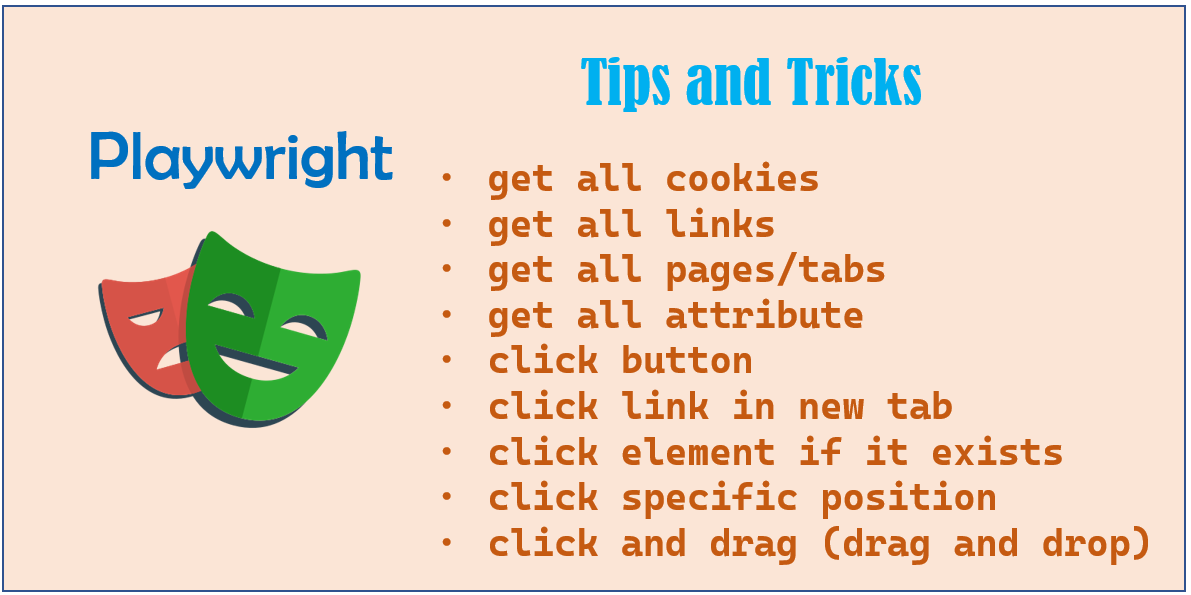 Tips and Tricks
Playwright
• get all cookies
• get all links
• get all pages/tabs
• get all attribute
• click button
• click link in new tab
• click element if it exists
• click specific position
• click and drag (drag and drop)